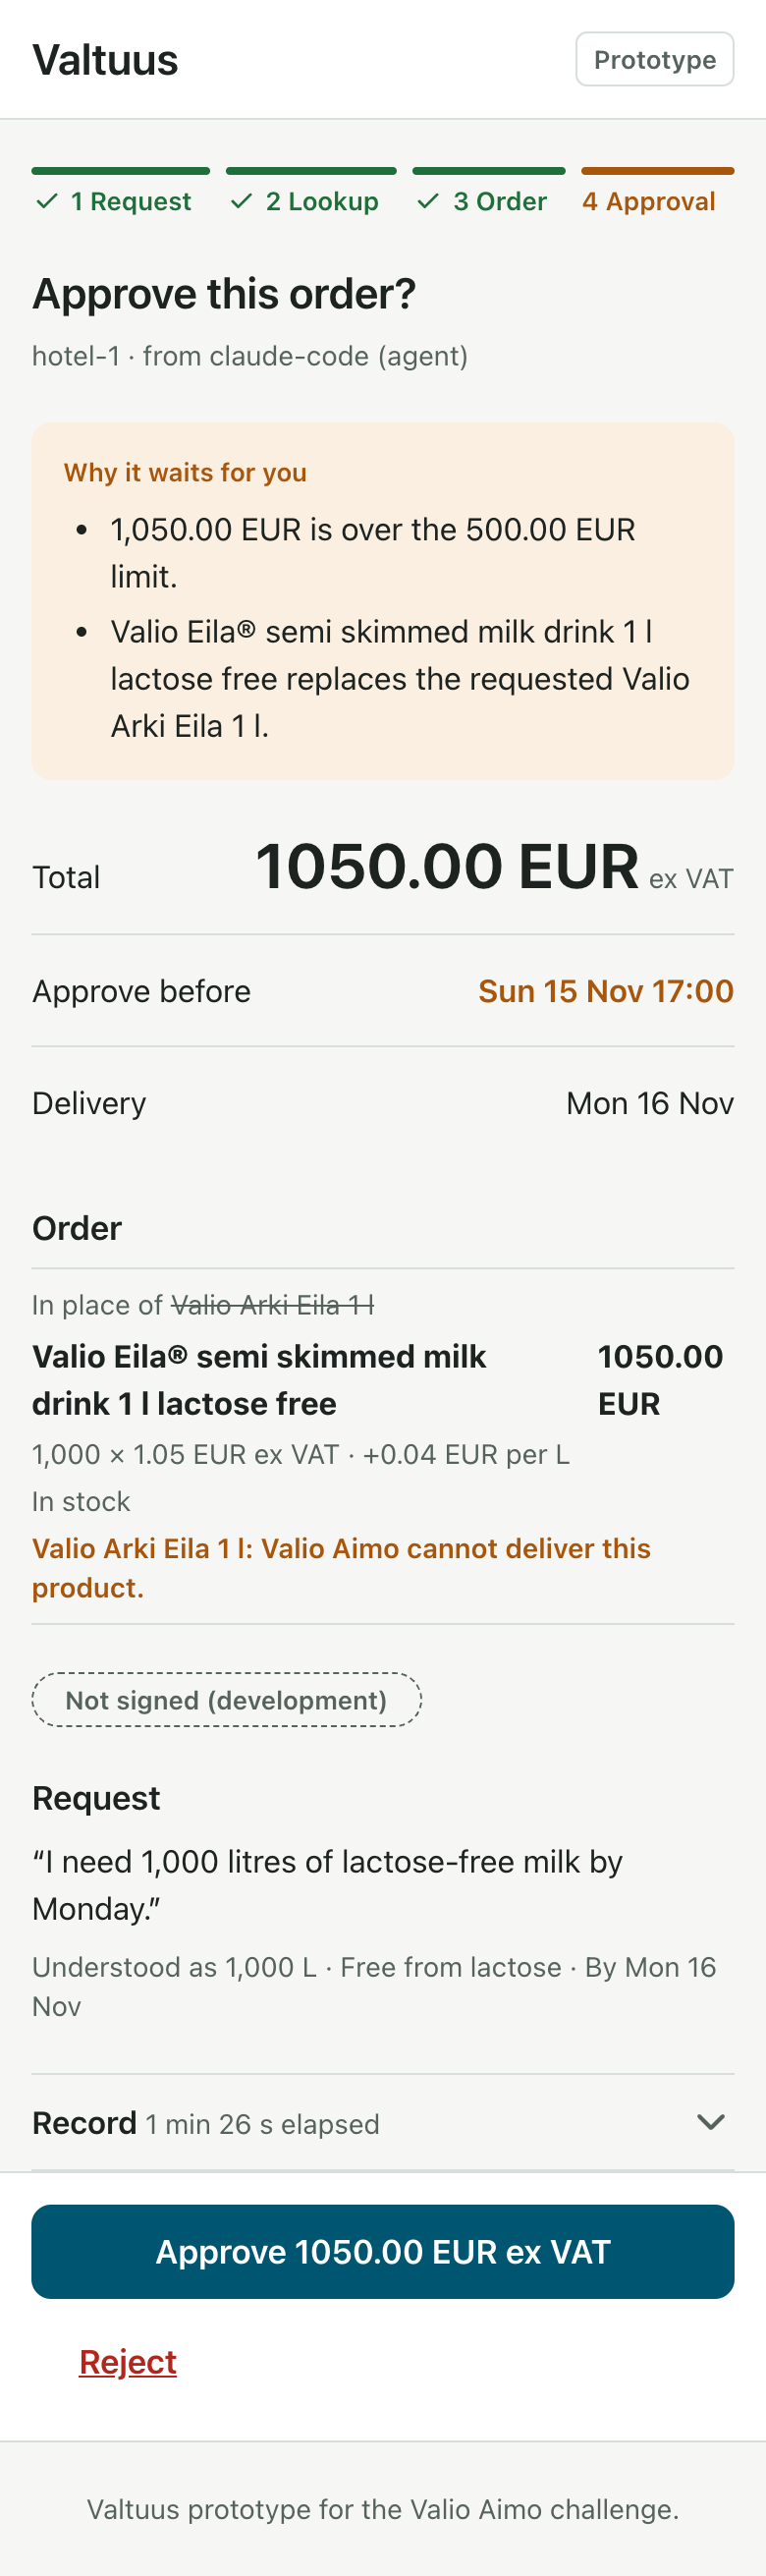 Valtuus
Prototype
✓ 1 Request
✓ 2 Lookup
✓ 3 Order
4 Approval
Approve this order?
hotel-1 · from claude-code (agent)
Why it waits for you
• 1,050.00 EUR is over the 500.00 EUR
limit.
• Valio Eila® semi skimmed milk drink 1 l
lactose free replaces the requested Valio
Arki Eila 1 l.
Total 1050.00 EUR ex VAT
Approve before Sun 15 Nov 17:00
Delivery Mon 16 Nov
Order
In place of Valio Arki Eila 1 l
Valio Eila® semi skimmed milk
drink 1 l lactose free
1050.00
EUR
1,000 × 1.05 EUR ex VAT · +0.04 EUR per L
In stock
Valio Arki Eila 1 l: Valio Aimo cannot deliver this
product.
Not signed (development)
Request
“I need 1,000 litres of lactose-free milk by
Monday.”
Understood as 1,000 L · Free from lactose · By Mon 16
Nov
Record 1 min 26 s elapsed
Approve 1050.00 EUR ex VAT
Reject
Valtuus prototype for the Valio Aimo challenge.